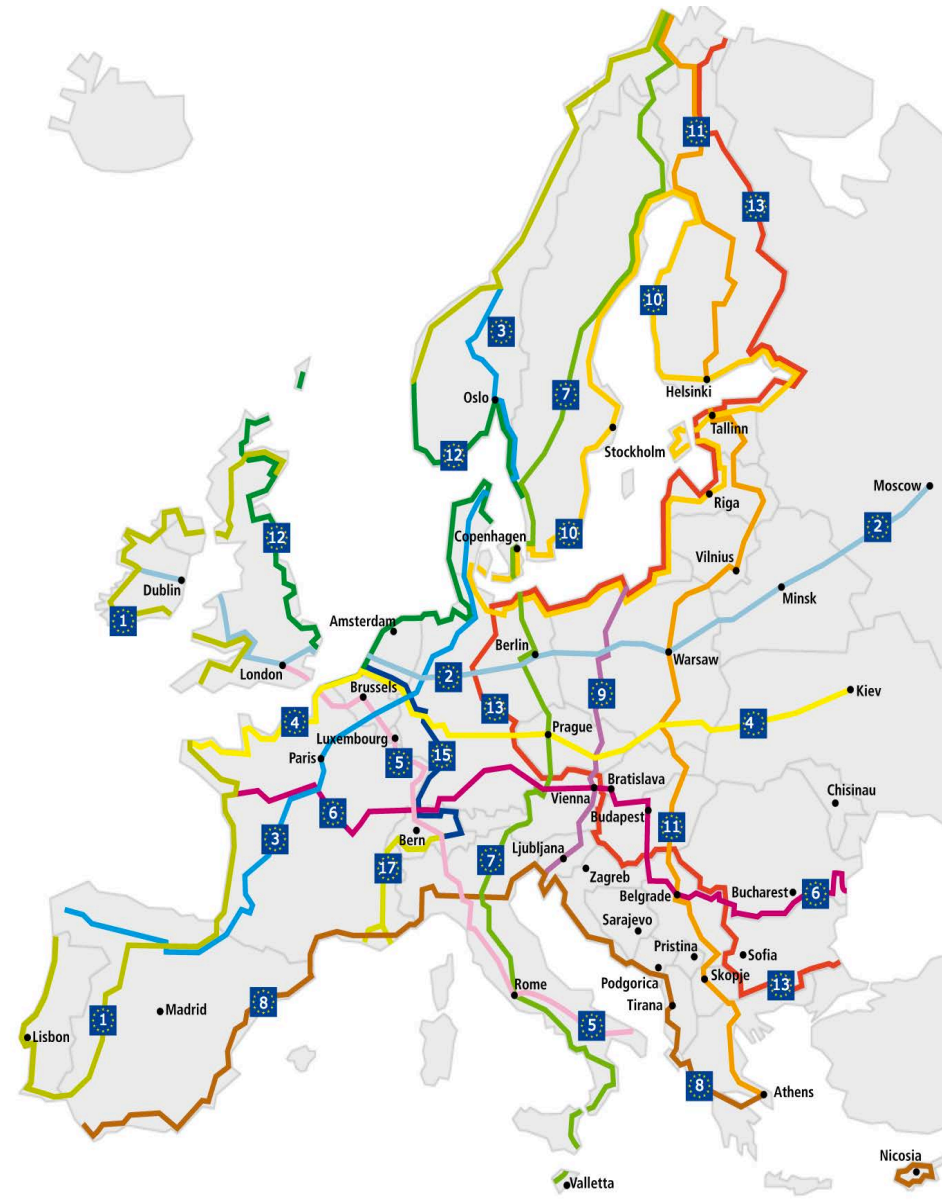 11
13
10
3
7
Oslo
Helsinki
Tallinn
Stockholm
12
Moscow
Riga
2
10
12
Copenhagen
Vilnius
Dublin
Minsk
1
Amsterdam
Berlin
Warsaw
London
2
Brussels
9
Kiev
13
4
4
Prague
Luxembourg
15
Paris
5
Bratislava
Vienna
Chisinau
6
Budapest
11
Bern
3
Ljubljana
7
17
Zagreb
Belgrade
Bucharest
6
Sarajevo
Pristina
Sofia
Podgorica
Skopje
Rome
13
8
Madrid
Tirana
1
5
Lisbon
8
Athens
Nicosia
Valletta